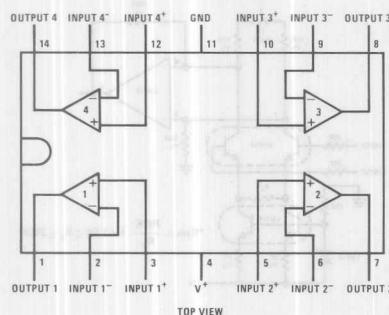 OUTPUT 4 INPUT 4⁻ INPUT 4⁺ GND INPUT 3⁺ INPUT 3⁻ OUTPUT 3
14 13 12 11 10 9 8
− −
4 3
+ +
+ +
1 2
− −
1 2 3 4 5 6 7
OUTPUT 1 INPUT 1⁻ INPUT 1⁺ V⁺ INPUT 2⁺ INPUT 2⁻ OUTPUT 2
TOP VIEW